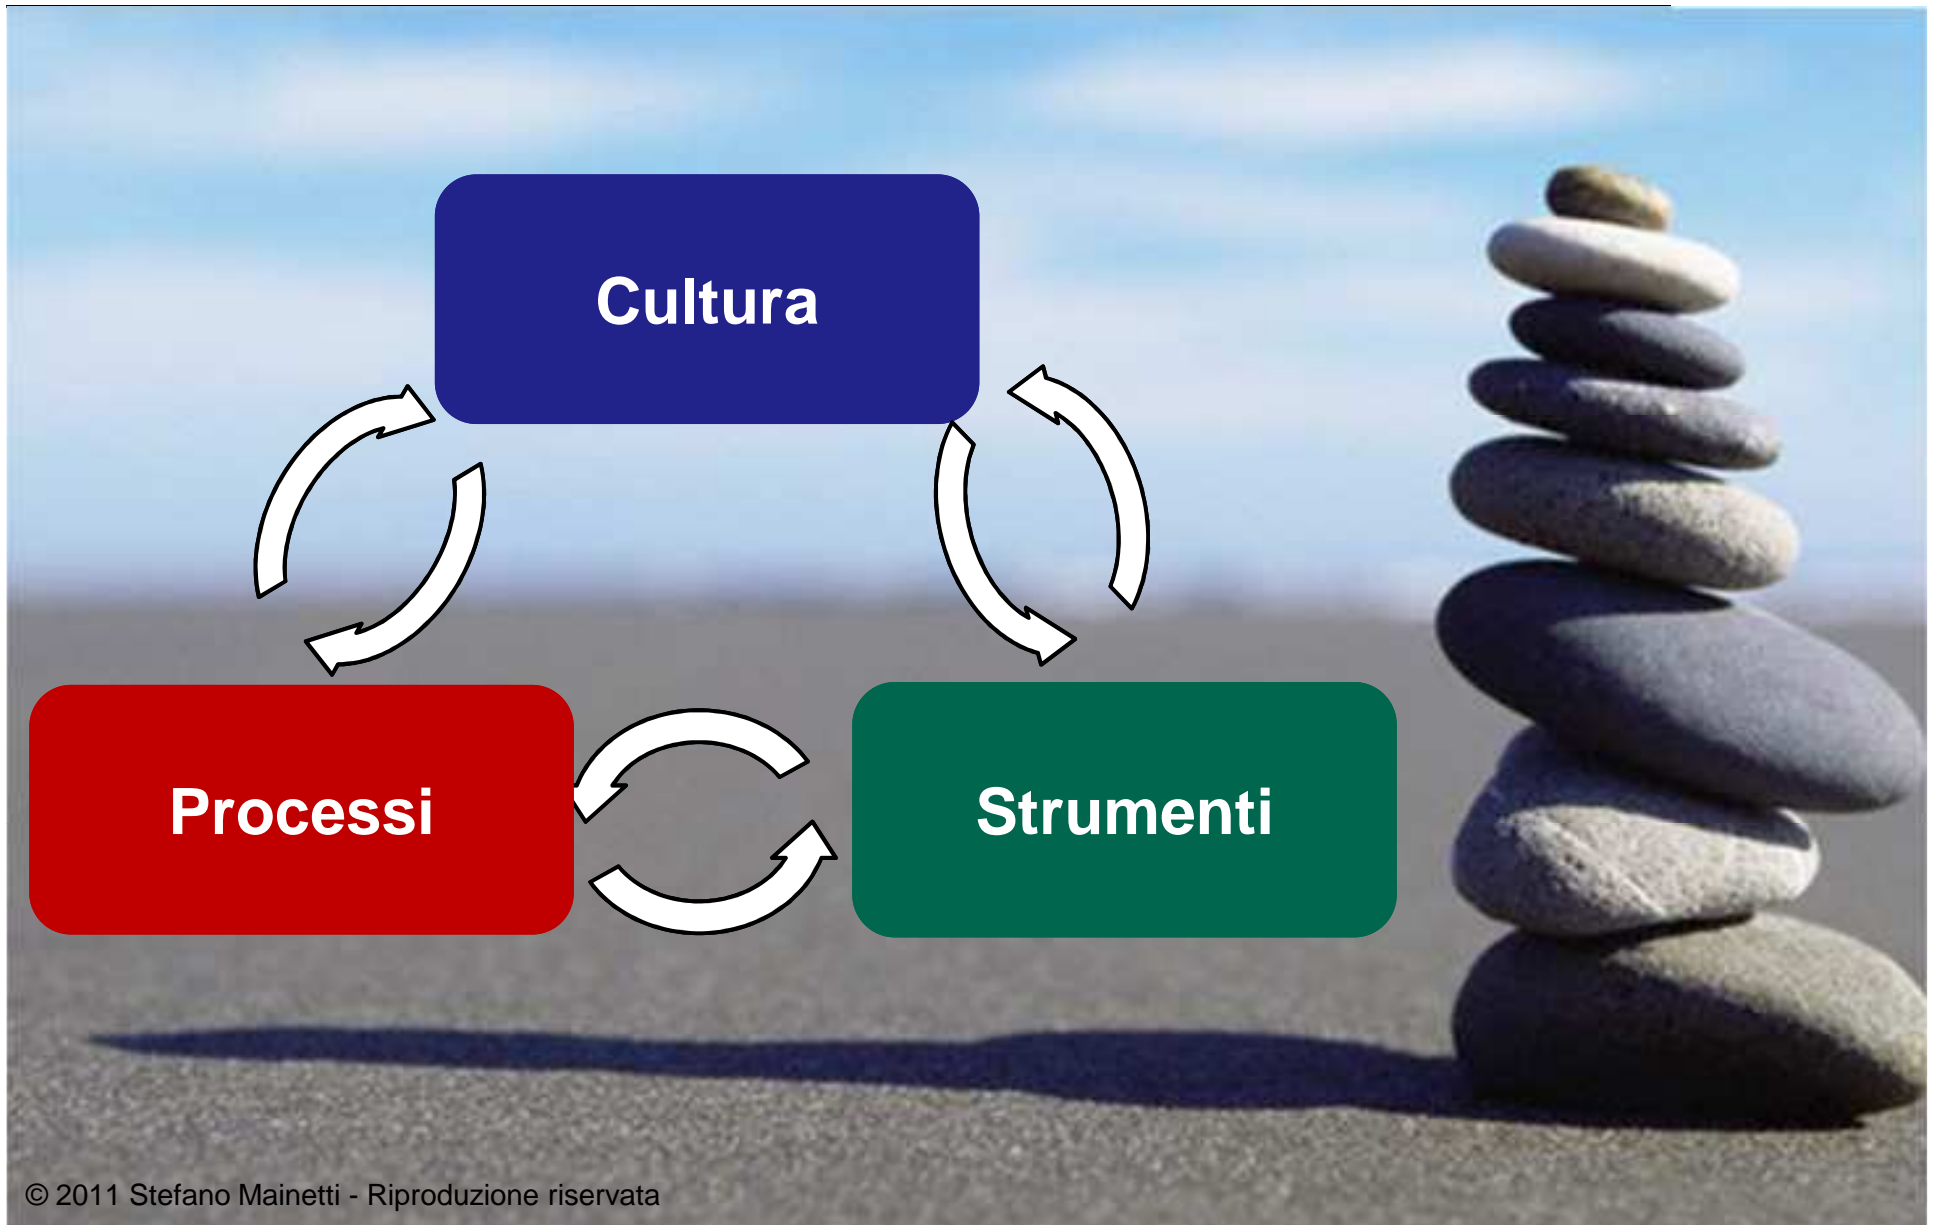 Cultura
Processi
Strumenti
© 2011 Stefano Mainetti - Riproduzione riservata